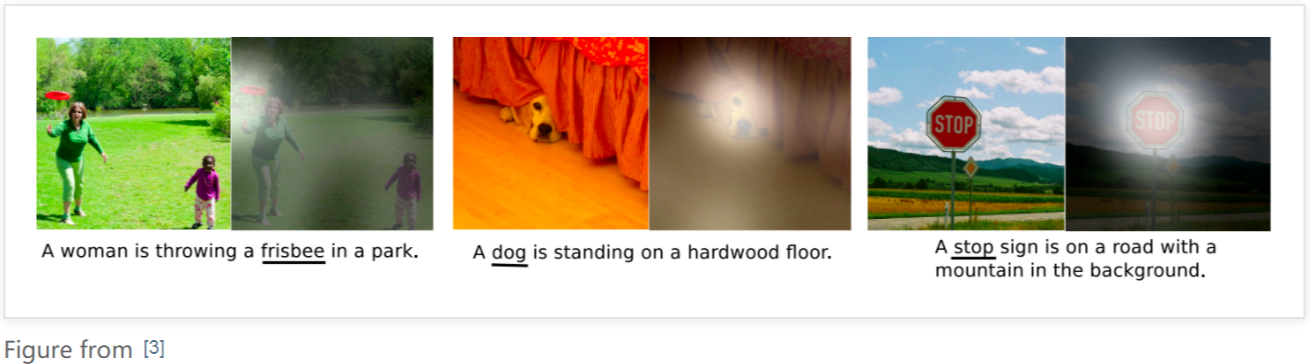 STOP
STOP
A woman is throwing a frisbee in a park.
A dog is standing on a hardwood floor.
A stop sign is on a road with a
mountain in the background.
Figure from [3]